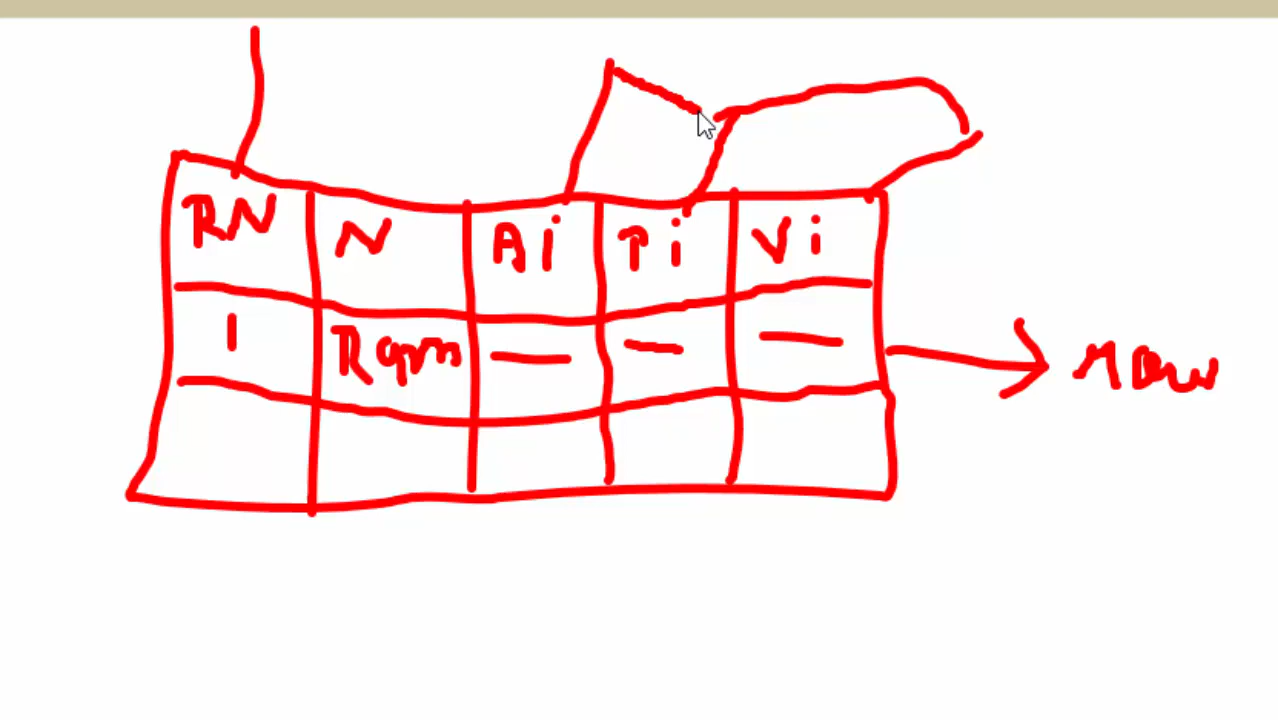 RN N Ai Pi Vi
1 Ram — — —